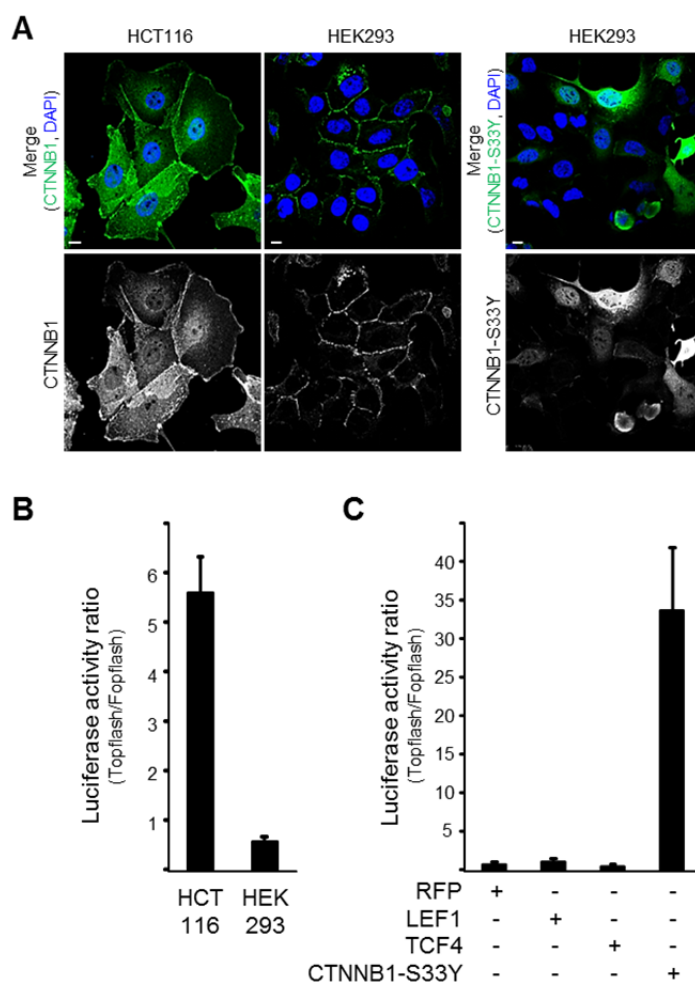 A
HCT116
HEK293
HEK293
Merge
(CTNNB1, DAPI)
Merge
(CTNNB1-S33Y, DAPI)
CTNNB1
CTNNB1-S33Y
B
Luciferase activity ratio
(Topflash/Fopflash)
6
5
4
3
2
1
HCT HEK
116 293
C
Luciferase activity ratio
(Topflash/Fopflash)
40
35
30
25
20
15
10
5
RFP + - - -
LEF1 - + - -
TCF4 - - + -
CTNNB1-S33Y - - - +